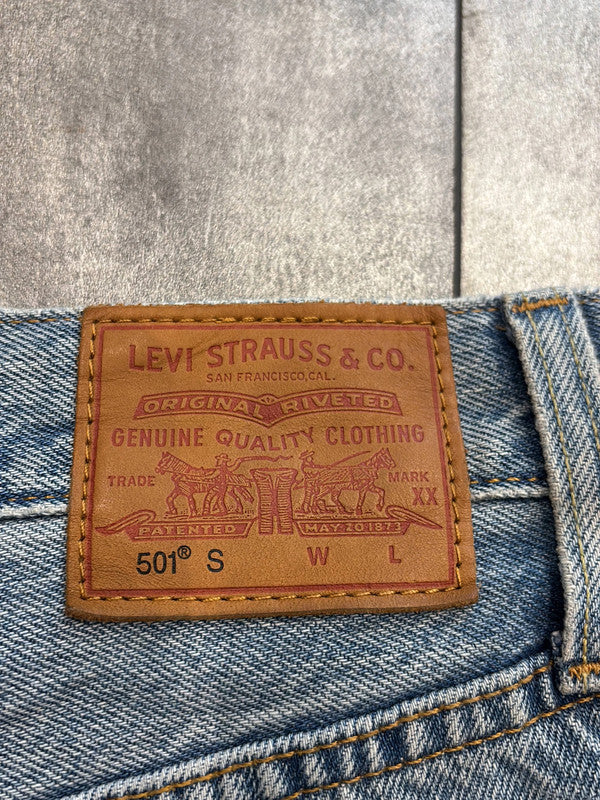 LEVI STRAUSS & CO.
SAN FRANCISCO, CAL.
ORIGINAL RIVETED
GENUINE QUALITY CLOTHING
TRADE MARK
XX
PATENTED MAY 20 1873
501® S W L